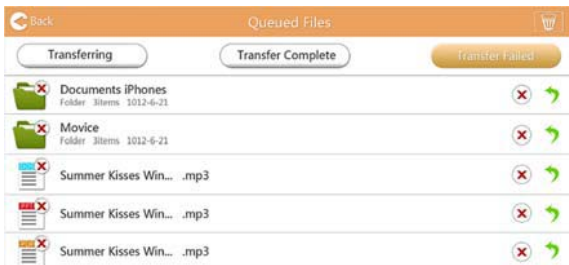 Back
Queued Files
Transferring
Transfer Complete
Transfer Failed
Documents iPhones
Folder 3items 1012-6-21
Movice
Folder 3items 1012-6-21
Summer Kisses Win... .mp3
Summer Kisses Win... .mp3
Summer Kisses Win... .mp3